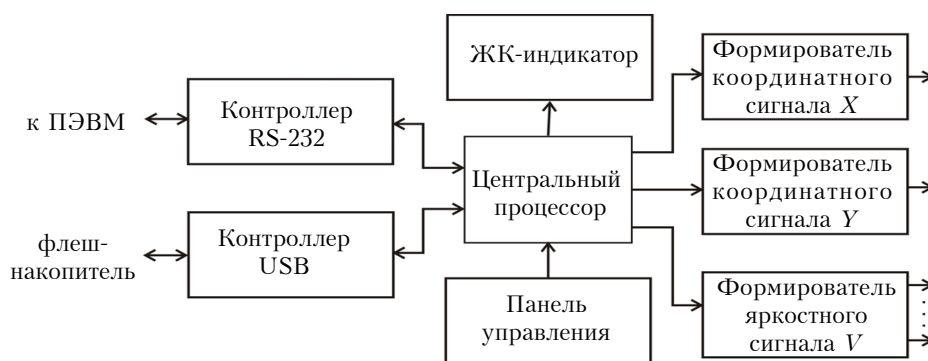 к ПЭВМ
флеш-
накопитель
Контроллер
RS-232
Контроллер
USB
ЖК-индикатор
Центральный
процессор
Панель
управления
Формирователь
координатного
сигнала X
Формирователь
координатного
сигнала Y
Формирователь
яркостного
сигнала V